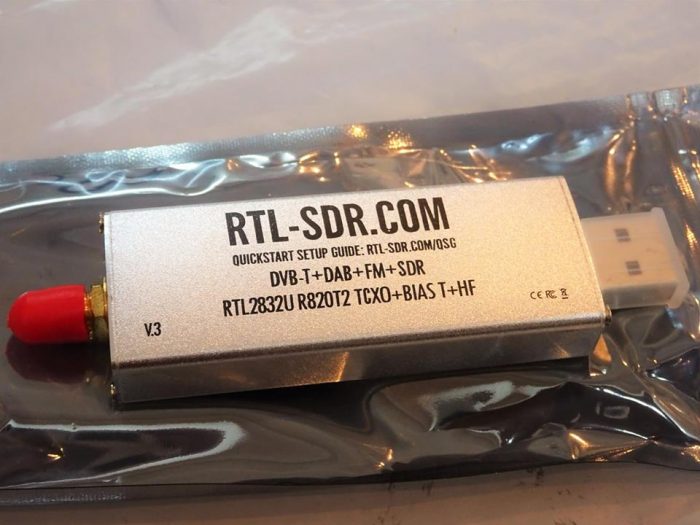 RTL-SDR.COM
QUICKSTART SETUP GUIDE: RTL-SDR.COM/QSG
DVB-T+DAB+FM+SDR
RTL2832U R820T2 TCXO+BIAS T+HF
V.3
CE FC